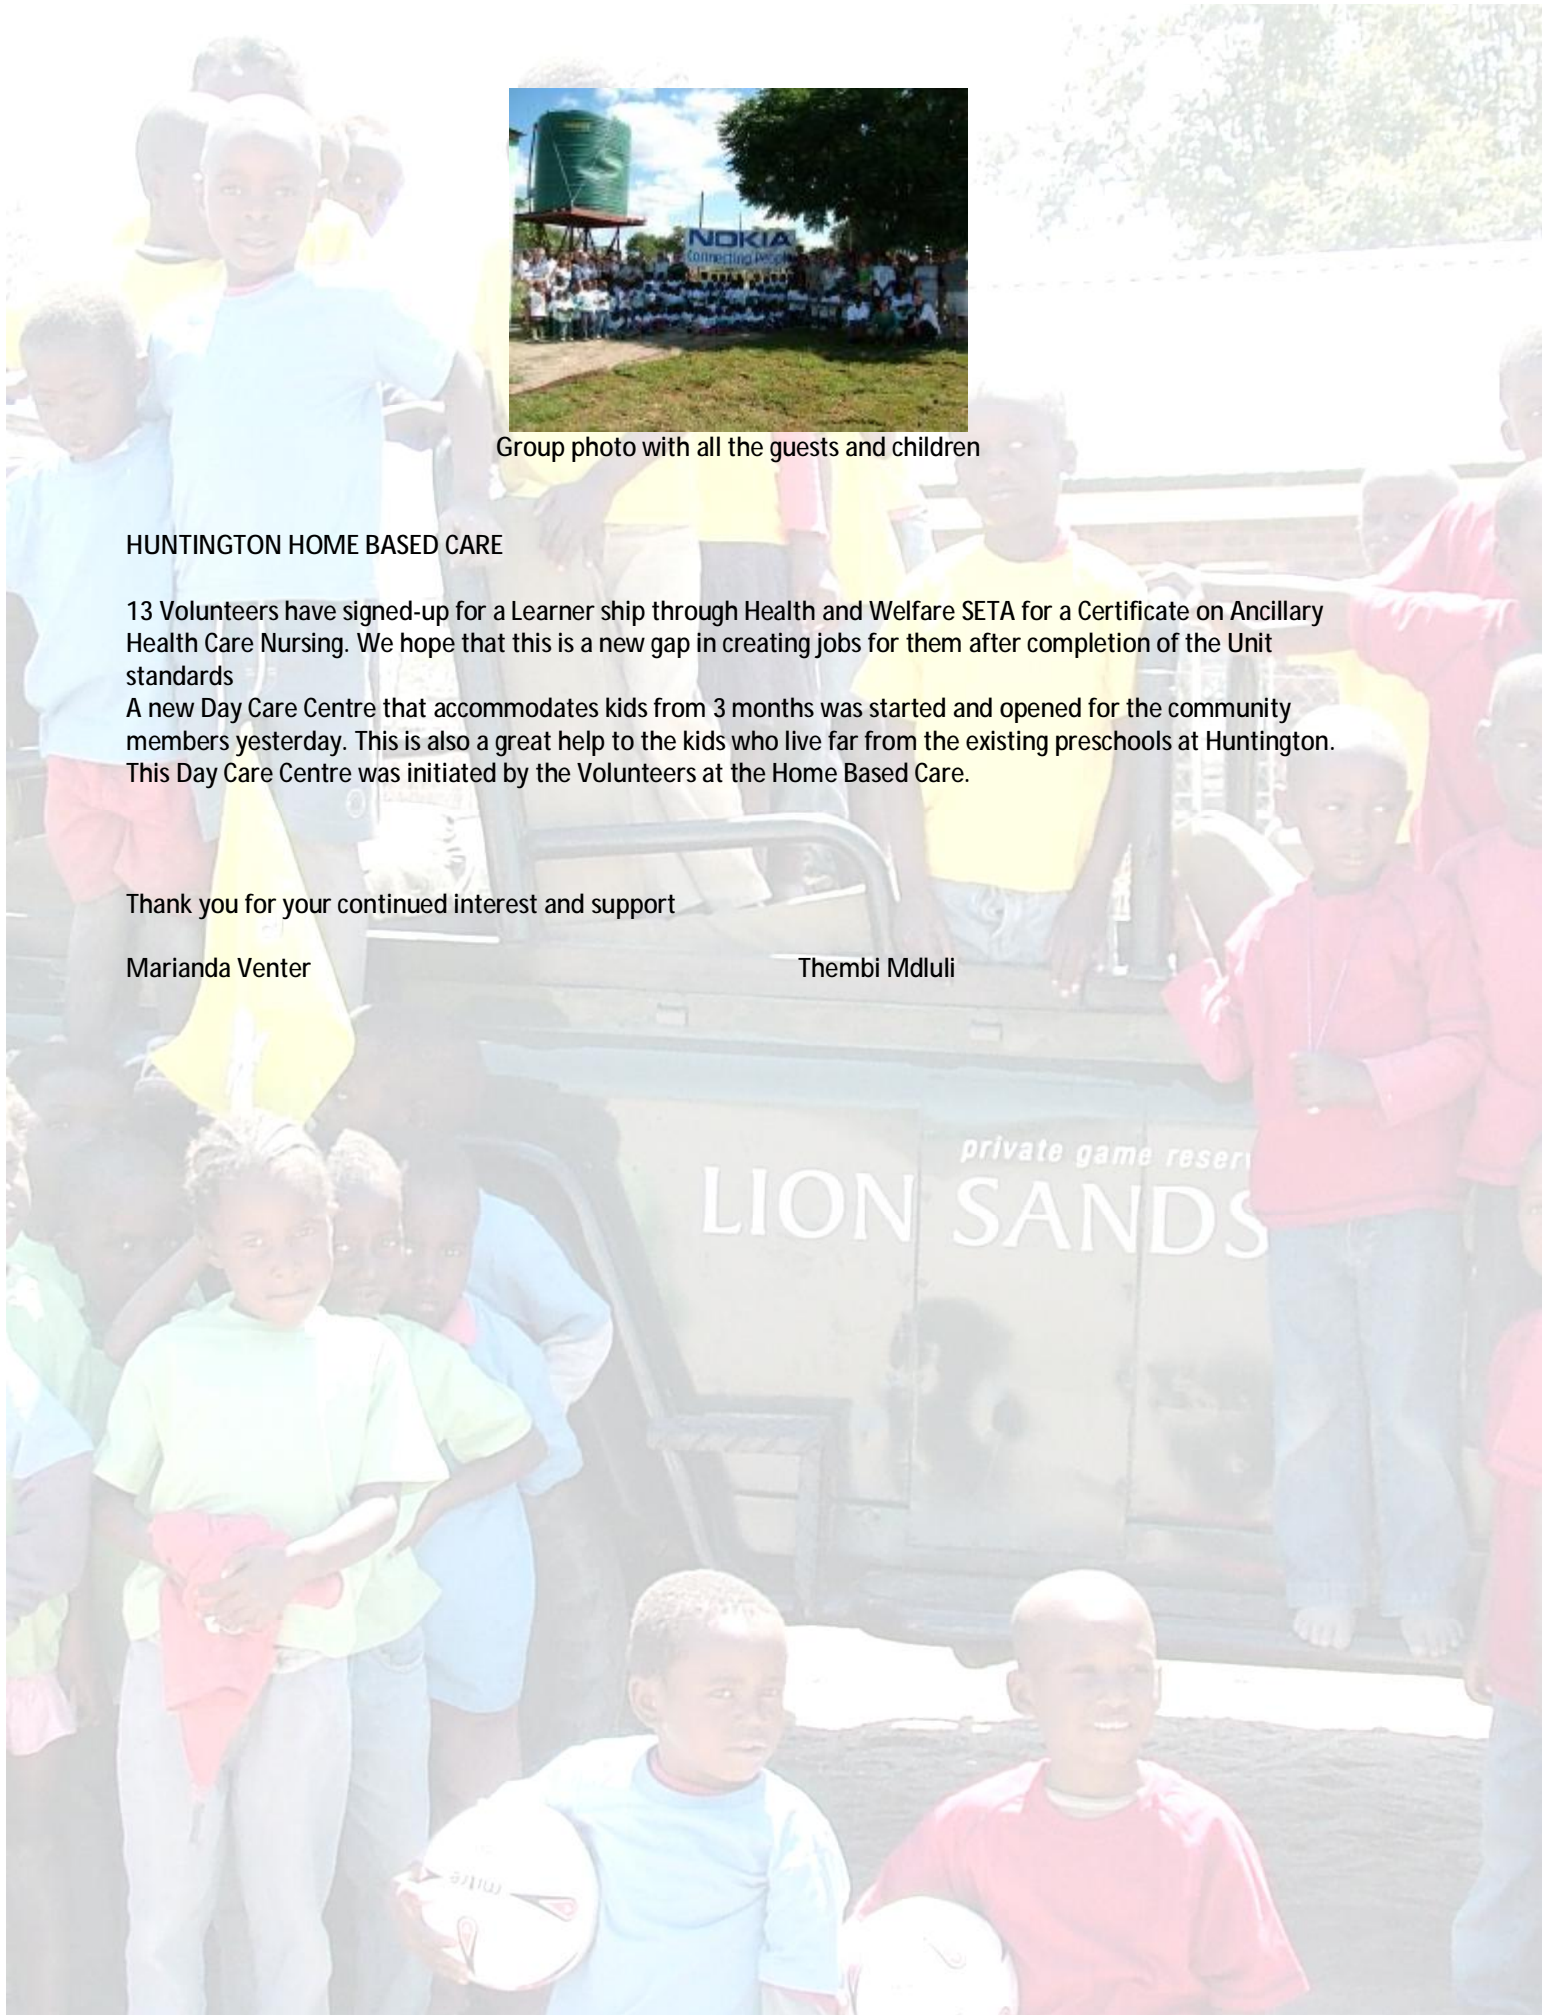 NOKIA
Connecting People
Group photo with all the guests and children
HUNTINGTON HOME BASED CARE
13 Volunteers have signed-up for a Learner ship through Health and Welfare SETA for a Certificate on Ancillary
Health Care Nursing. We hope that this is a new gap in creating jobs for them after completion of the Unit
standards
A new Day Care Centre that accommodates kids from 3 months was started and opened for the community
members yesterday. This is also a great help to the kids who live far from the existing preschools at Huntington.
This Day Care Centre was initiated by the Volunteers at the Home Based Care.
Thank you for your continued interest and support
Marianda Venter Thembi Mdluli
private game reserv
LION SANDS
mitre